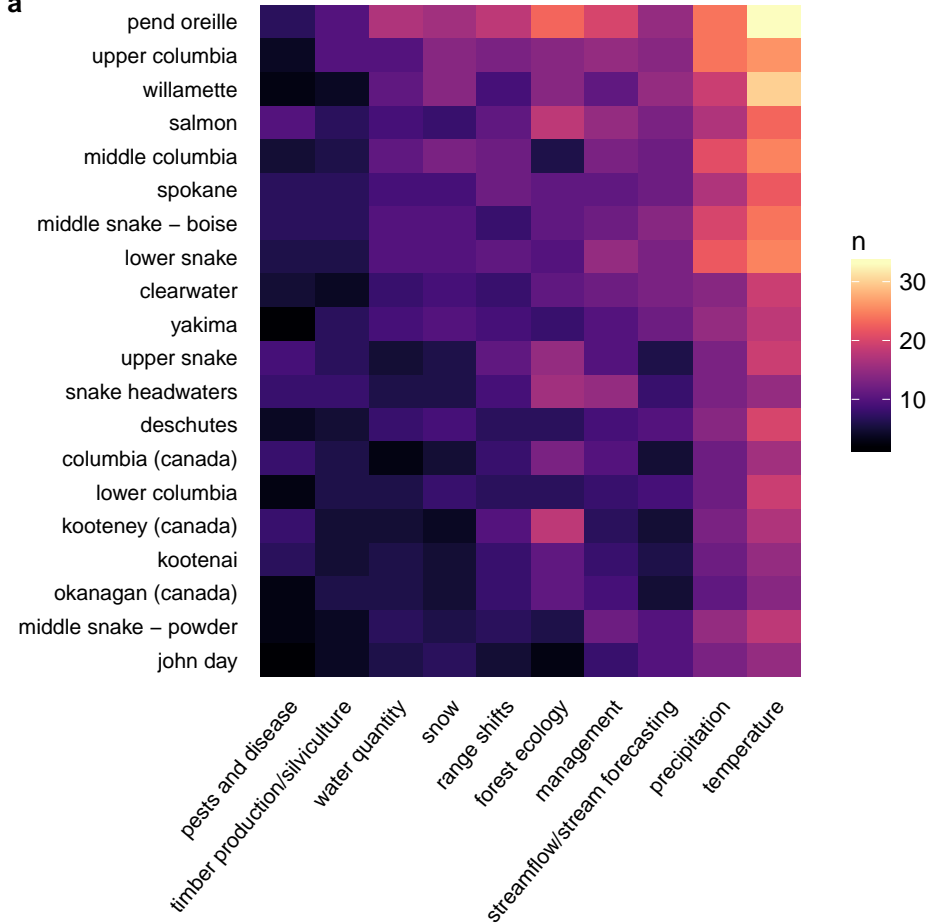 a
pend oreille
upper columbia
willamette
salmon
middle columbia
spokane
middle snake – boise
lower snake
clearwater
yakima
upper snake
snake headwaters
deschutes
columbia (canada)
lower columbia
kooteney (canada)
kootenai
okanagan (canada)
middle snake – powder
john day
pests and disease
timber production/silviculture
water quantity
snow
range shifts
forest ecology
management
streamflow/stream forecasting
precipitation
temperature
n
30
20
10